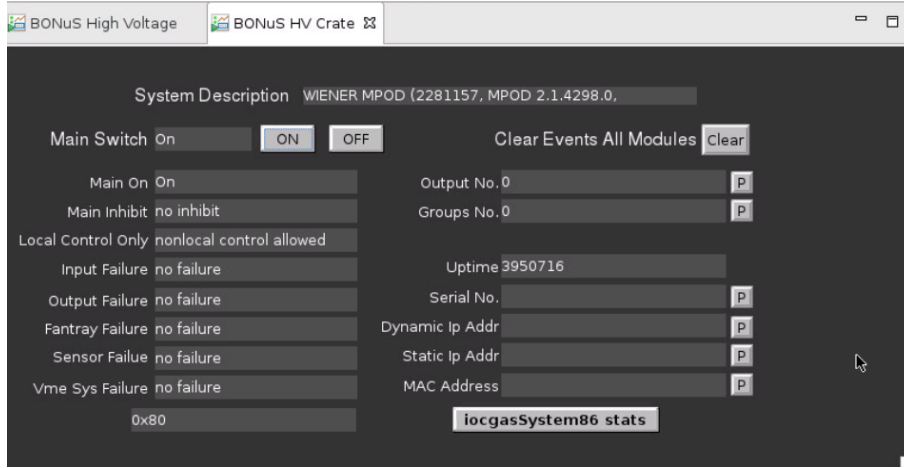 BONuS High Voltage BONuS HV Crate
System Description WIENER MPOD (2281157, MPOD 2.1.4298.0,
Main Switch On ON OFF Clear Events All Modules Clear
Main On On Output No. 0 P
Main Inhibit no inhibit Groups No. 0 P
Local Control Only nonlocal control allowed
Input Failure no failure Uptime 3950716
Output Failure no failure Serial No. P
Fantray Failure no failure Dynamic Ip Addr P
Sensor Failue no failure Static Ip Addr P
Vme Sys Failure no failure MAC Address P
0x80 iocgasSystem86 stats